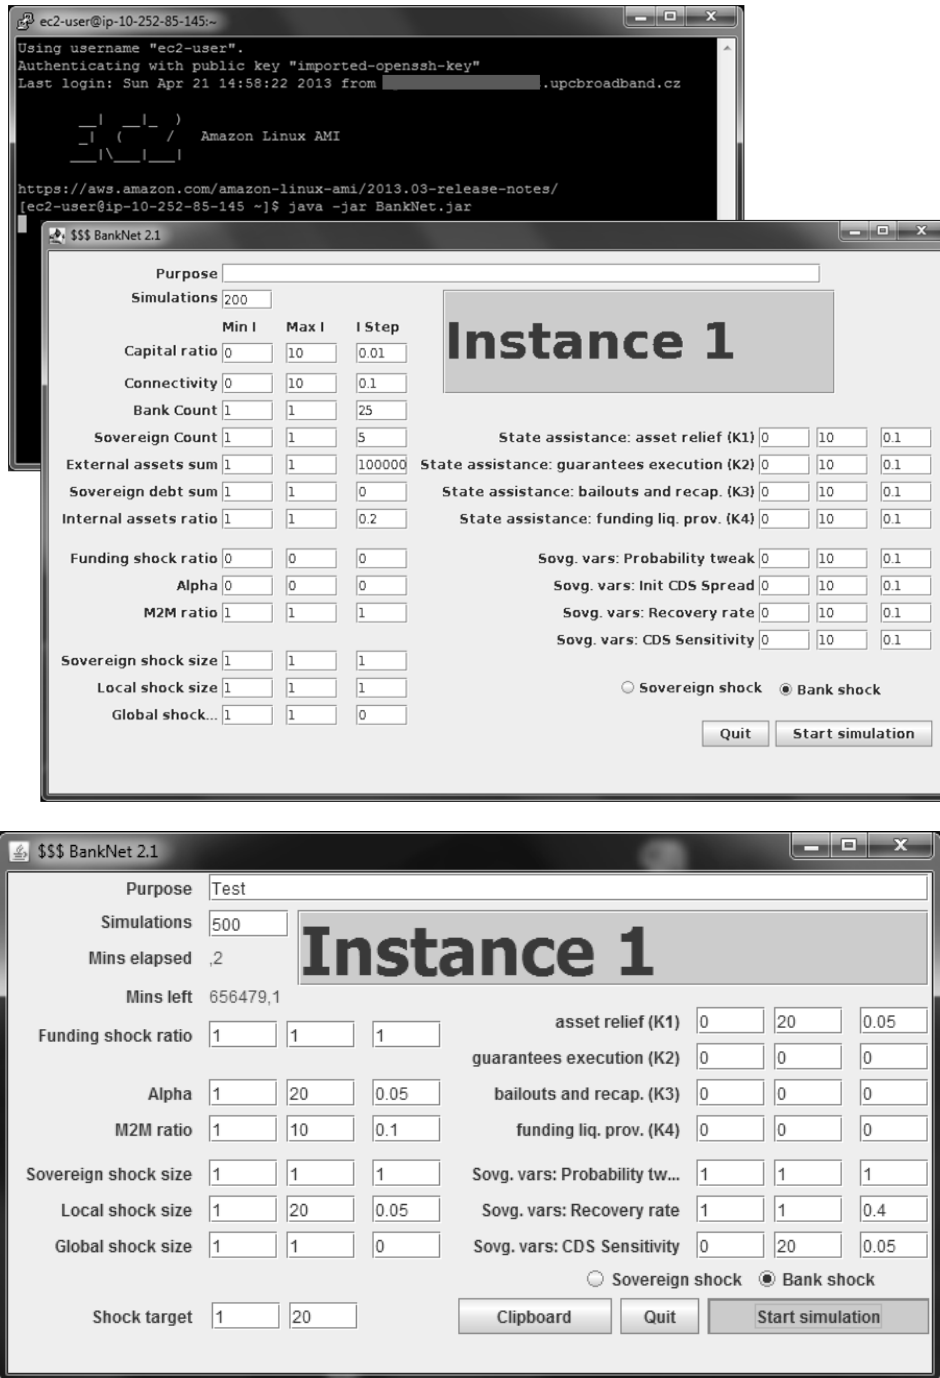 ec2-user@ip-10-252-85-145:~
Using username "ec2-user".
Authenticating with public key "imported-openssh-key"
Last login: Sun Apr 21 14:58:22 2013 from .upcbroadband.cz
__| __|_ )
_| ( / Amazon Linux AMI
___|\___|___|
https://aws.amazon.com/amazon-linux-ami/2013.03-release-notes/
[ec2-user@ip-10-252-85-145 ~]$ java -jar BankNet.jar
$$$ BankNet 2.1
Purpose
Simulations 200
Instance 1
Min I Max I I Step
Capital ratio 0 10 0.01
Connectivity 0 10 0.1
Bank Count 1 1 25
Sovereign Count 1 1 5 State assistance: asset relief (K1) 0 10 0.1
External assets sum 1 1 100000 State assistance: guarantees execution (K2) 0 10 0.1
Sovereign debt sum 1 1 0 State assistance: bailouts and recap. (K3) 0 10 0.1
Internal assets ratio 1 1 0.2 State assistance: funding liq. prov. (K4) 0 10 0.1
Funding shock ratio 0 0 0 Sovg. vars: Probability tweak 0 10 0.1
Alpha 0 0 0 Sovg. vars: Init CDS Spread 0 10 0.1
M2M ratio 1 1 1 Sovg. vars: Recovery rate 0 10 0.1
Sovg. vars: CDS Sensitivity 0 10 0.1
Sovereign shock size 1 1 1
Local shock size 1 1 1 Sovereign shock Bank shock
Global shock... 1 1 0
Quit Start simulation
$$$ BankNet 2.1
Purpose Test
Simulations 500
Instance 1
Mins elapsed ,2
Mins left 656479,1
Funding shock ratio 1 1 1 asset relief (K1) 0 20 0.05
guarantees execution (K2) 0 0 0
Alpha 1 20 0.05 bailouts and recap. (K3) 0 0 0
M2M ratio 1 10 0.1 funding liq. prov. (K4) 0 0 0
Sovereign shock size 1 1 1 Sovg. vars: Probability tw... 1 1 1
Local shock size 1 20 0.05 Sovg. vars: Recovery rate 1 1 0.4
Global shock size 1 1 0 Sovg. vars: CDS Sensitivity 0 20 0.05
Sovereign shock Bank shock
Shock target 1 20 Clipboard Quit Start simulation